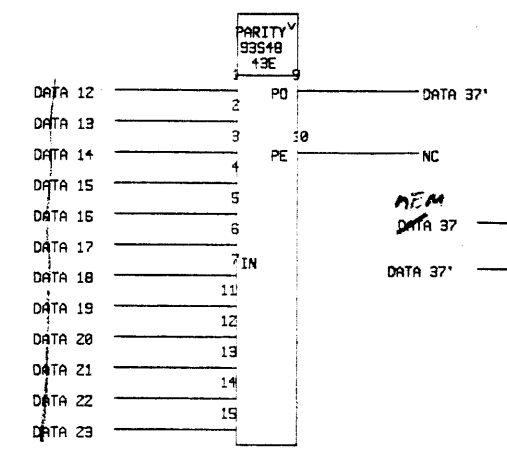 PARITY
93S48
43E
1 9
DATA 12 PO DATA 37'
2
DATA 13
3 10
DATA 14 PE NC
4
DATA 15
5
DATA 16
MEM
6
DATA 37
DATA 17
7 IN
DATA 37'
DATA 18
11
DATA 19
12
DATA 20
13
DATA 21
14
DATA 22
15
DATA 23